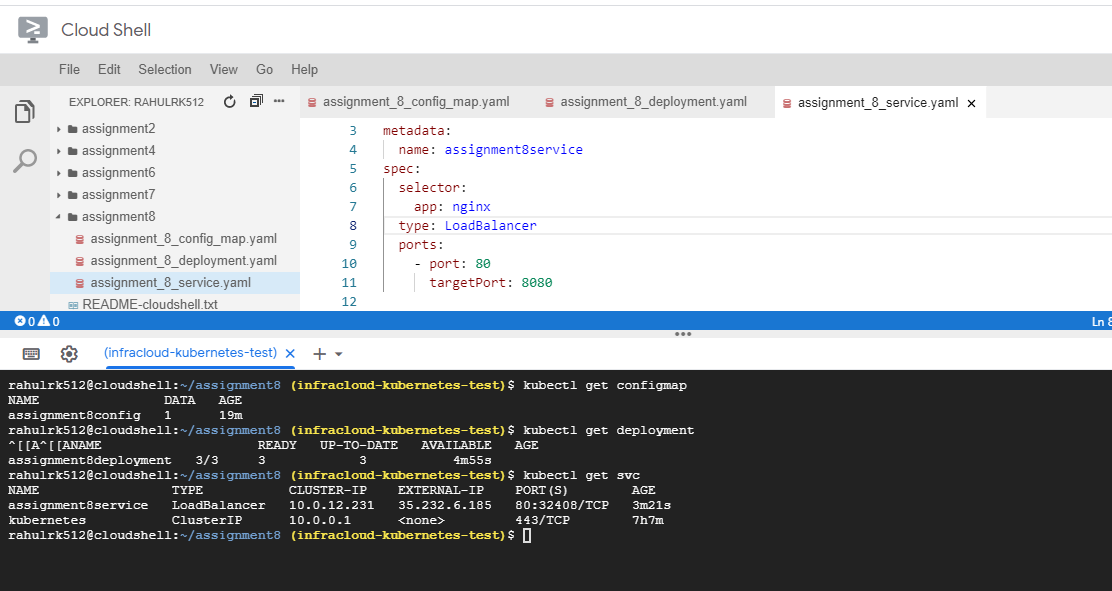 Cloud Shell
File Edit Selection View Go Help
EXPLORER: RAHULRK512
assignment2
assignment4
assignment6
assignment7
assignment8
assignment_8_config_map.yaml
assignment_8_deployment.yaml
assignment_8_service.yaml
README-cloudshell.txt
assignment_8_config_map.yaml assignment_8_deployment.yaml assignment_8_service.yaml
3 metadata:
4 name: assignment8service
5 spec:
6 selector:
7 app: nginx
8 type: LoadBalancer
9 ports:
10 - port: 80
11 targetPort: 8080
12
0 0 Ln 8
(infracloud-kubernetes-test)
rahulrk512@cloudshell:~/assignment8 (infracloud-kubernetes-test)$ kubectl get configmap
NAME DATA AGE
assignment8config 1 19m
rahulrk512@cloudshell:~/assignment8 (infracloud-kubernetes-test)$ kubectl get deployment
^[[A^[[ANAME READY UP-TO-DATE AVAILABLE AGE
assignment8deployment 3/3 3 3 4m55s
rahulrk512@cloudshell:~/assignment8 (infracloud-kubernetes-test)$ kubectl get svc
NAME TYPE CLUSTER-IP EXTERNAL-IP PORT(S) AGE
assignment8service LoadBalancer 10.0.12.231 35.232.6.185 80:32408/TCP 3m21s
kubernetes ClusterIP 10.0.0.1 <none> 443/TCP 7h7m
rahulrk512@cloudshell:~/assignment8 (infracloud-kubernetes-test)$